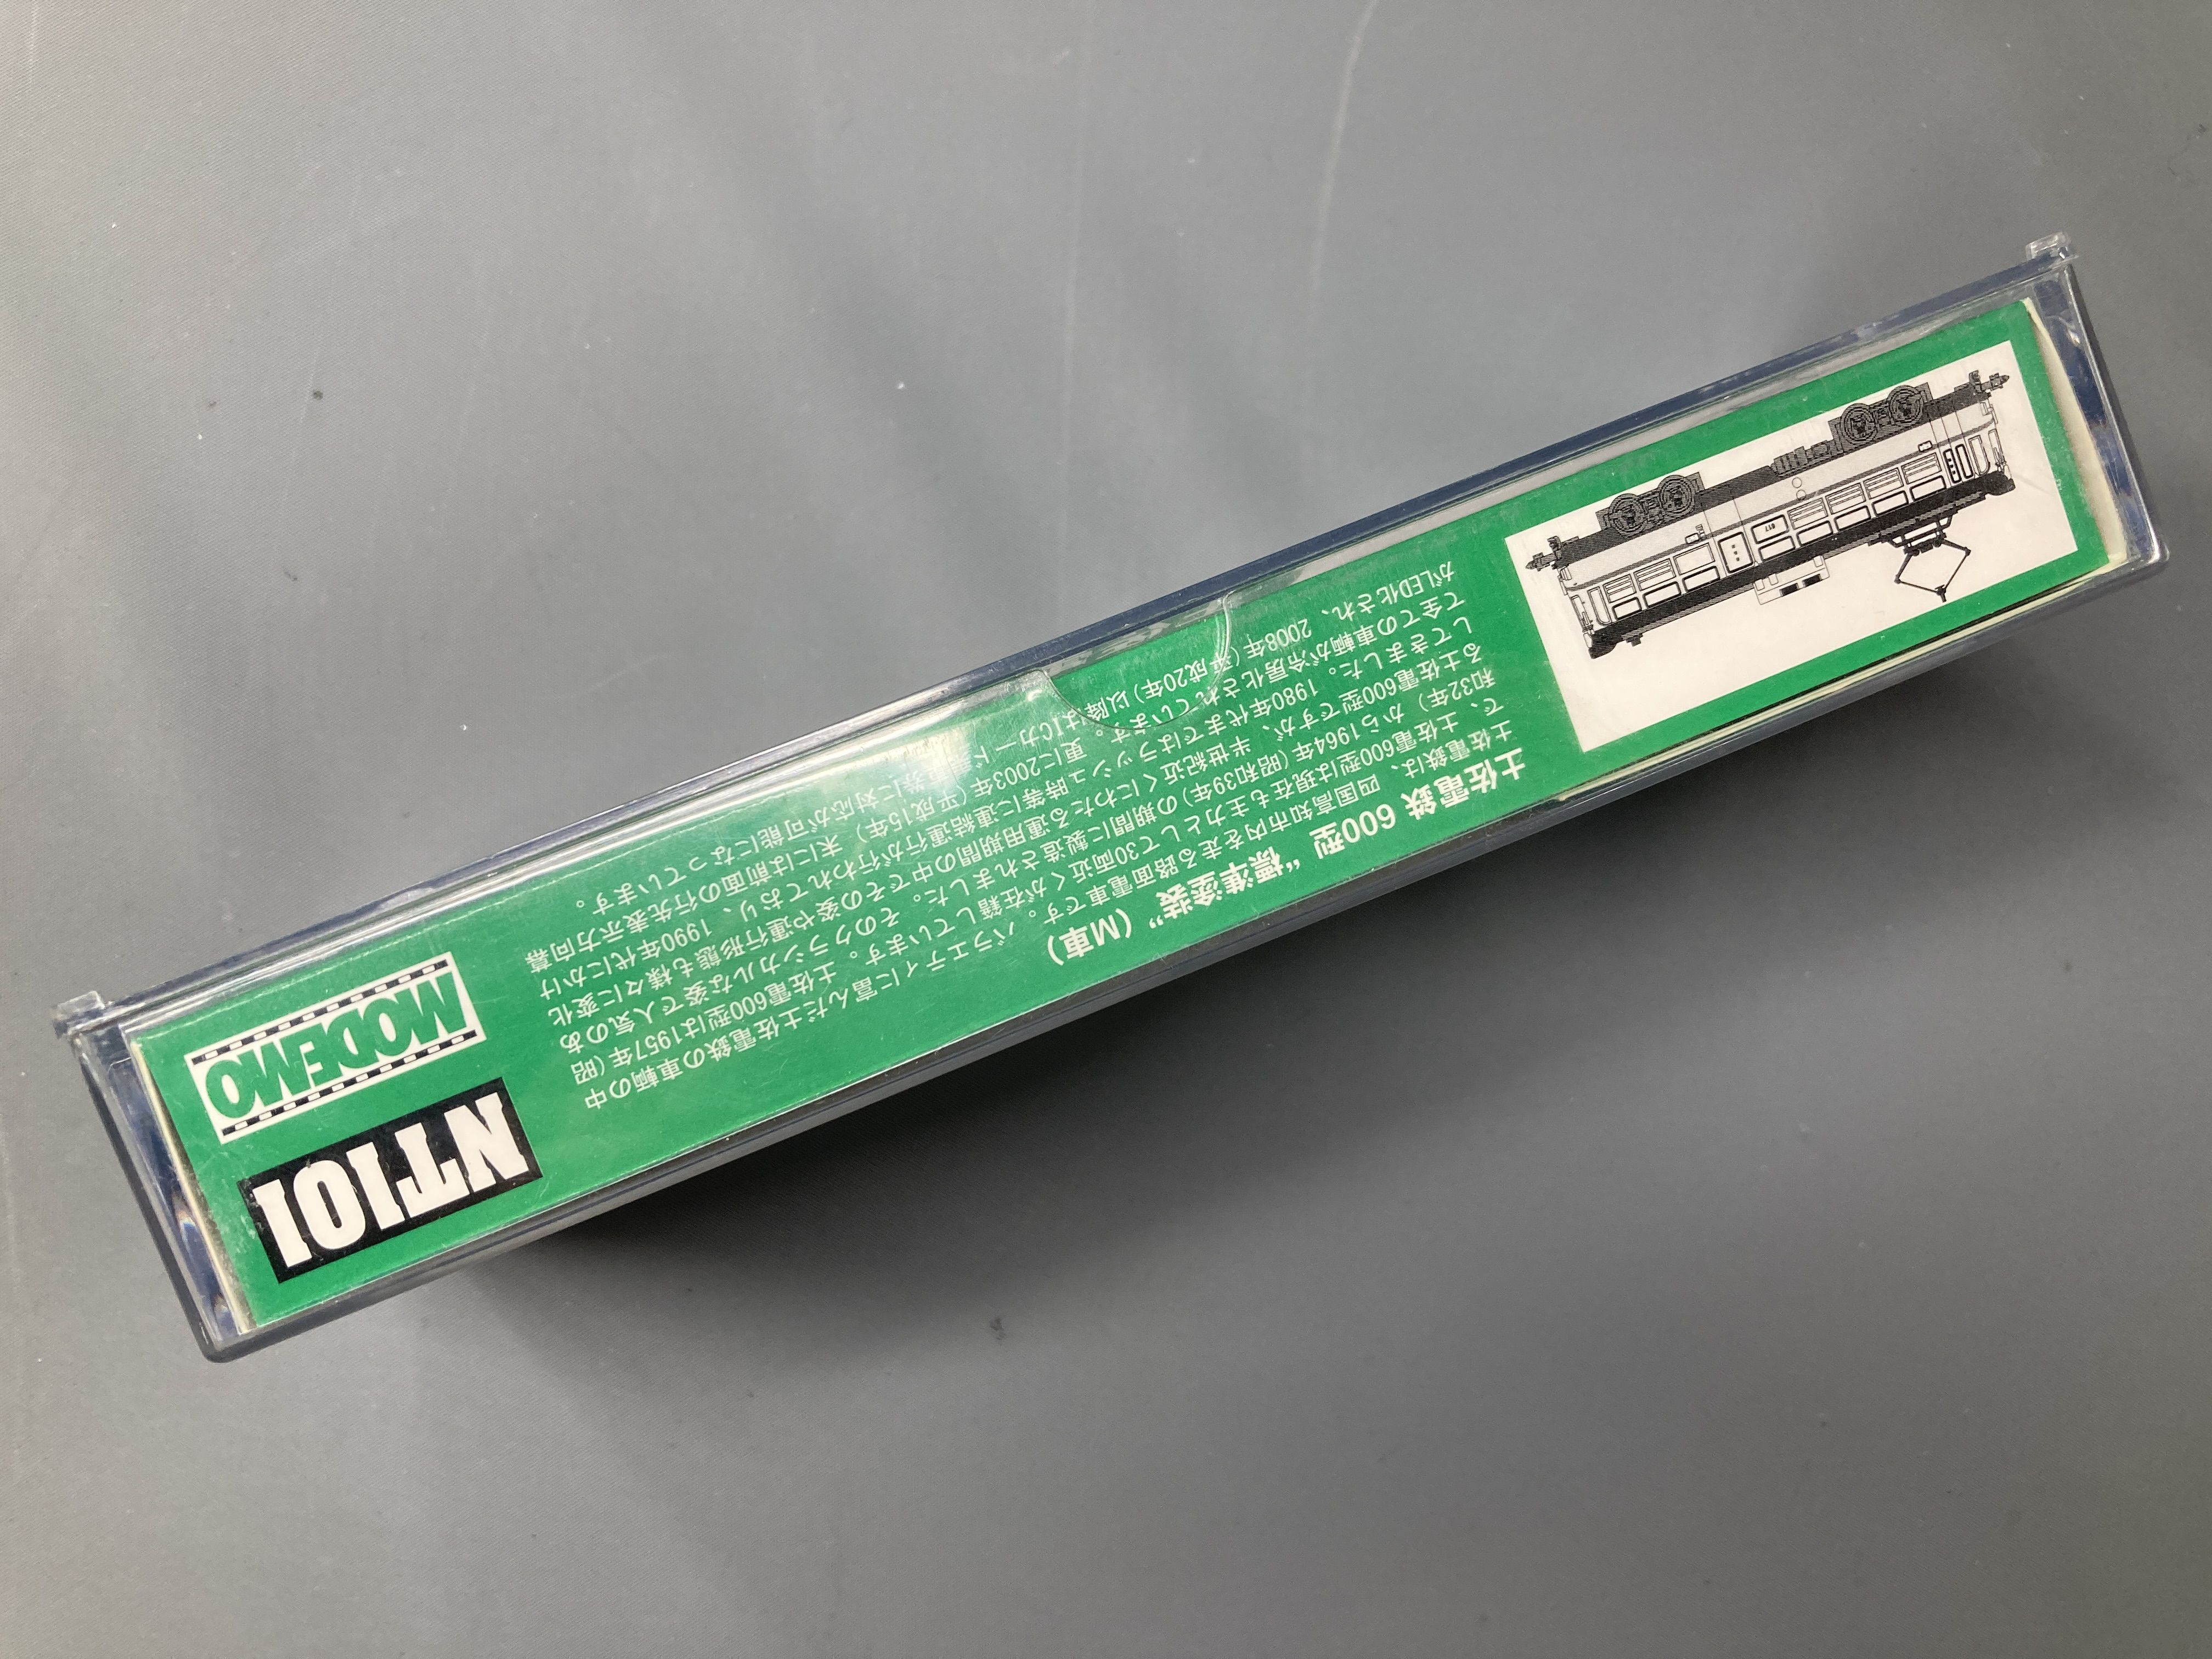 土佐電鉄 600型 “標準塗装” (M車)
土佐電鉄は、四国高知市内を走る路面電車です。バラエティに富んだ土佐電鉄の車輌の中
で、土佐電600型は現在も主力として30両近くが在籍しています。土佐電600型は1957年 (昭
和32年) から1964年 (昭和39年) の期間に製造されました。そのクラシカルな姿で人気のあ
る土佐電600型ですが、半世紀近くにわたる運用期間の中でその姿や運行形態も様々に変化
してきました。1980年代まではラッシュ時等に連結運行が行われており、1990年代にかけ
て全ての車輌が冷房化されています。更に2003年 (平成15年) 末には前面の行先表示方向幕
がLED化され、2008年 (平成20年) 以降はICカード乗車券に対応が可能になっています。
617
MODEMO
NT101